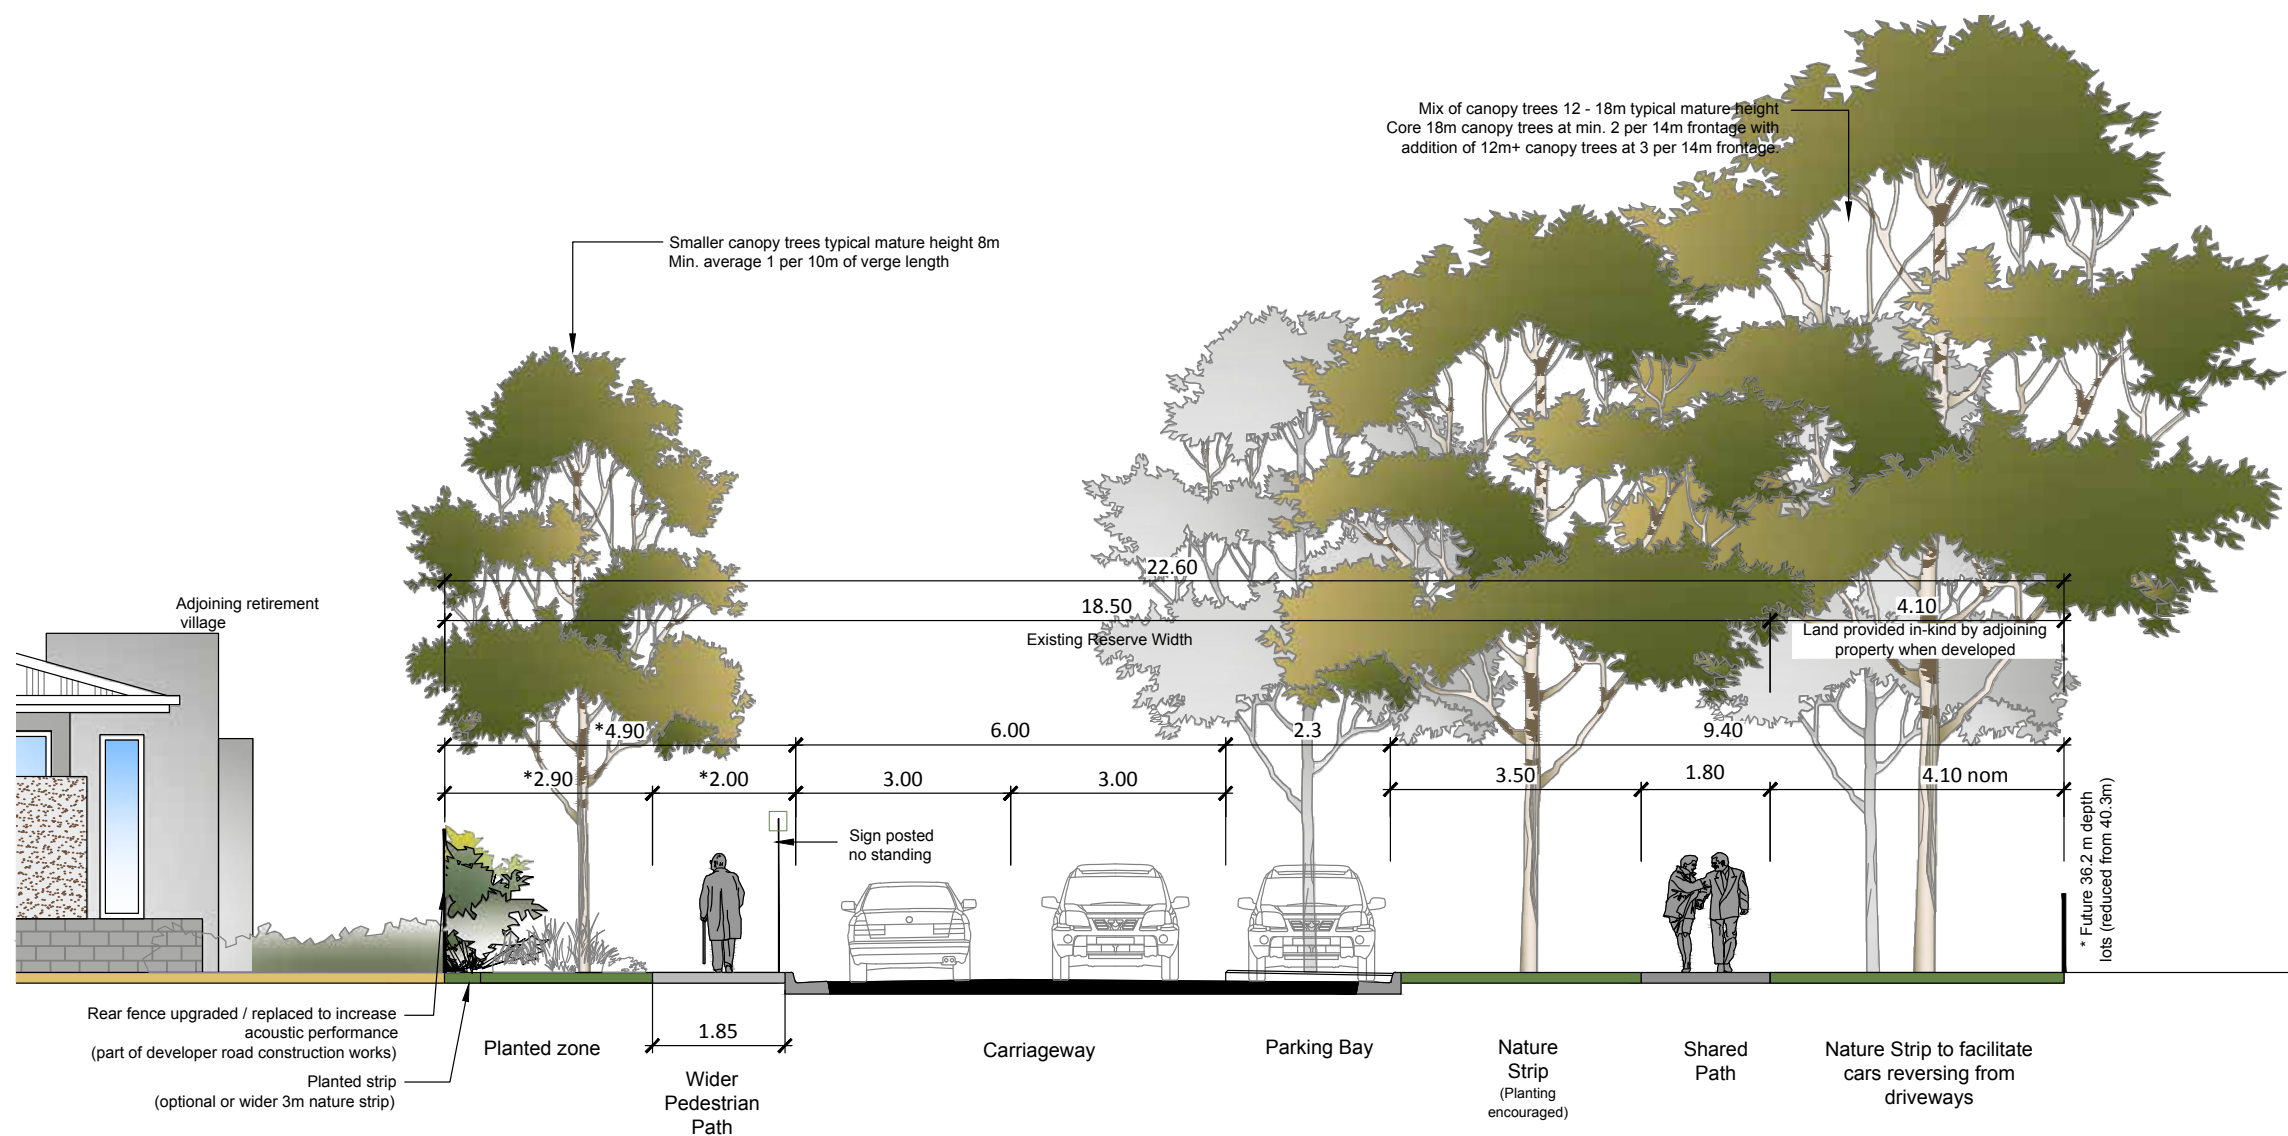 Mix of canopy trees 12 - 18m typical mature height
Core 18m canopy trees at min. 2 per 14m frontage with
addition of 12m+ canopy trees at 3 per 14m frontage.
Smaller canopy trees typical mature height 8m
Min. average 1 per 10m of verge length
22.60
18.50
4.10
Existing Reserve Width
Land provided in-kind by adjoining
property when developed
Adjoining retirement
village
*4.90
6.00
2.3
9.40
*2.90
*2.00
3.00
3.00
3.50
1.80
4.10 nom
Sign posted
no standing
* Future 36.2 m depth
lots (reduced from 40.3m)
Rear fence upgraded / replaced to increase
acoustic performance
(part of developer road construction works)
Planted strip
(optional or wider 3m nature strip)
Planted zone
1.85
Wider
Pedestrian
Path
Carriageway
Parking Bay
Nature
Strip
(Planting
encouraged)
Shared
Path
Nature Strip to facilitate
cars reversing from
driveways